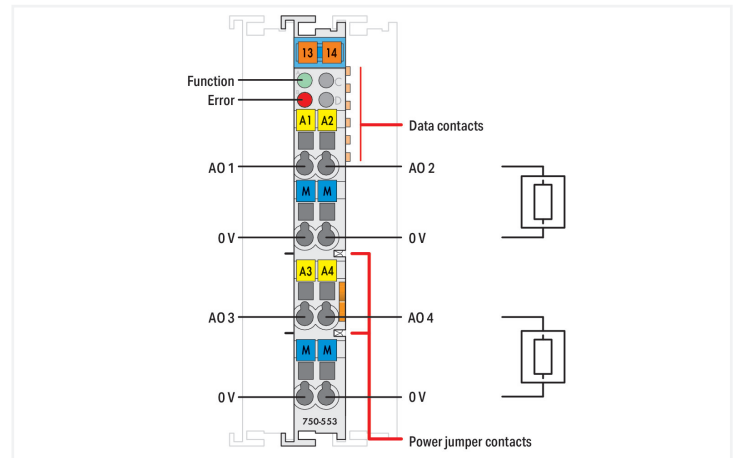 13 14
Function
C
Error
D
A1 A2
Data contacts
AO 1
AO 2
M M
0 V
0 V
A3 A4
AO 3
AO 4
M M
0 V
0 V
750-553
Power jumper contacts